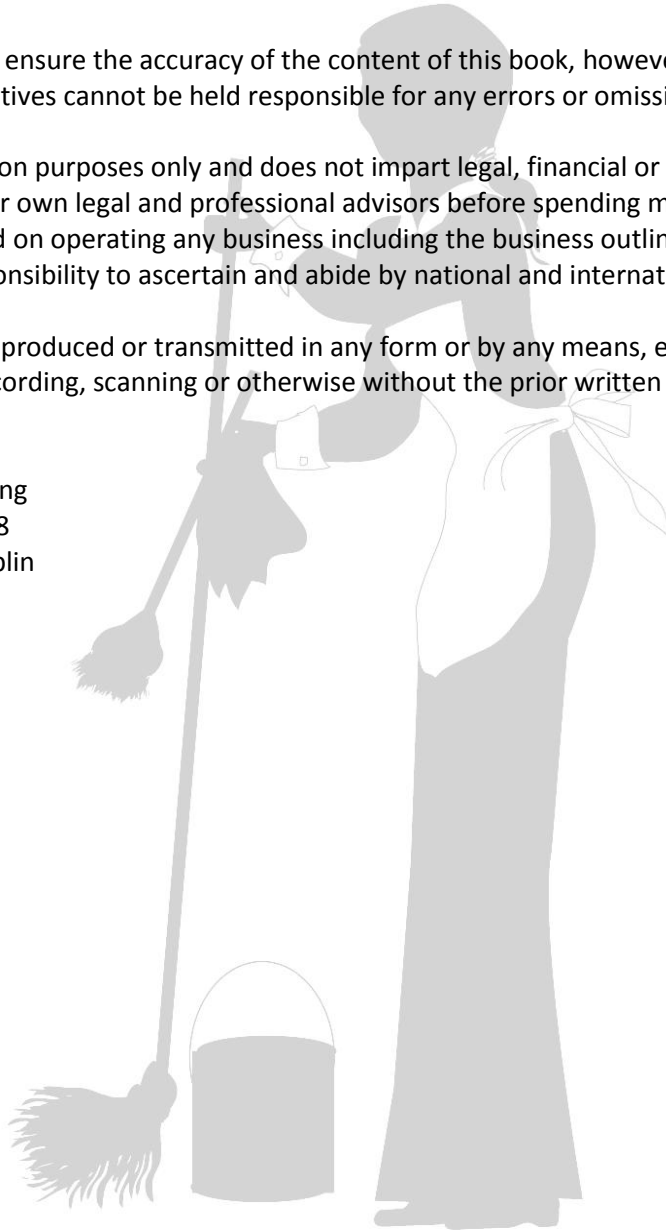 ensure the accuracy of the content of this book, howeve
tives cannot be held responsible for any errors or omissi
on purposes only and does not impart legal, financial or
r own legal and professional advisors before spending m
d on operating any business including the business outlin
onsibility to ascertain and abide by national and internat
produced or transmitted in any form or by any means, e
cording, scanning or otherwise without the prior written
ng
8
blin